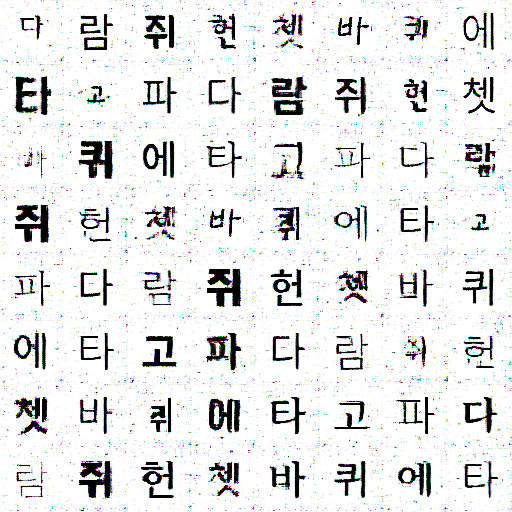 다 람 쥐 헌 쳇 바 퀴 에
타 고 파 다 람 쥐 헌 쳇
바 퀴 에 타 고 파 다 람
쥐 헌 쳇 바 퀴 에 타 고
파 다 람 쥐 헌 쳇 바 퀴
에 타 고 파 다 람 쥐 헌
쳇 바 퀴 에 타 고 파 다
람 쥐 헌 쳇 바 퀴 에 타